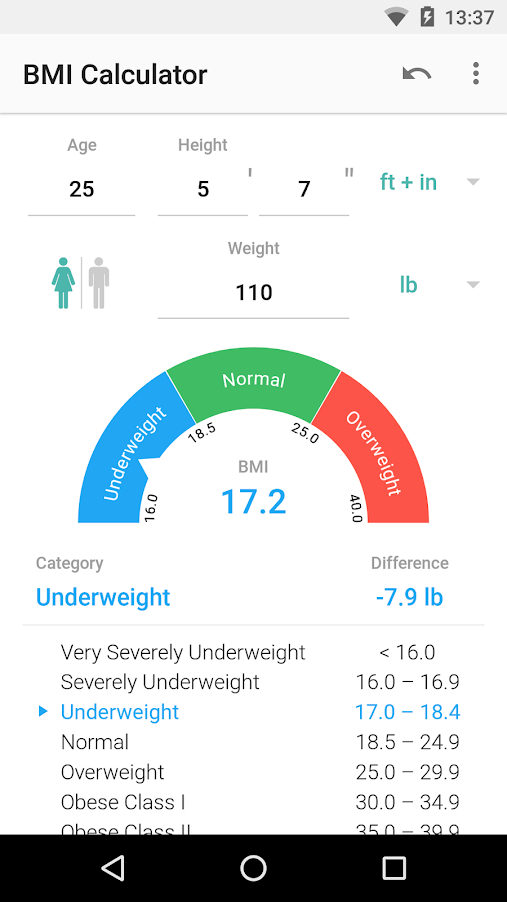 13:37
BMI Calculator
Age Height
25 5 ' 7 " ft + in
Weight
110 lb
Underweight Normal Overweight
16.0 18.5 25.0 40.0
BMI
17.2
Category Difference
Underweight -7.9 lb
Very Severely Underweight < 16.0
Severely Underweight 16.0 – 16.9
Underweight 17.0 – 18.4
Normal 18.5 – 24.9
Overweight 25.0 – 29.9
Obese Class I 30.0 – 34.9
Obese Class II 35.0 – 39.9